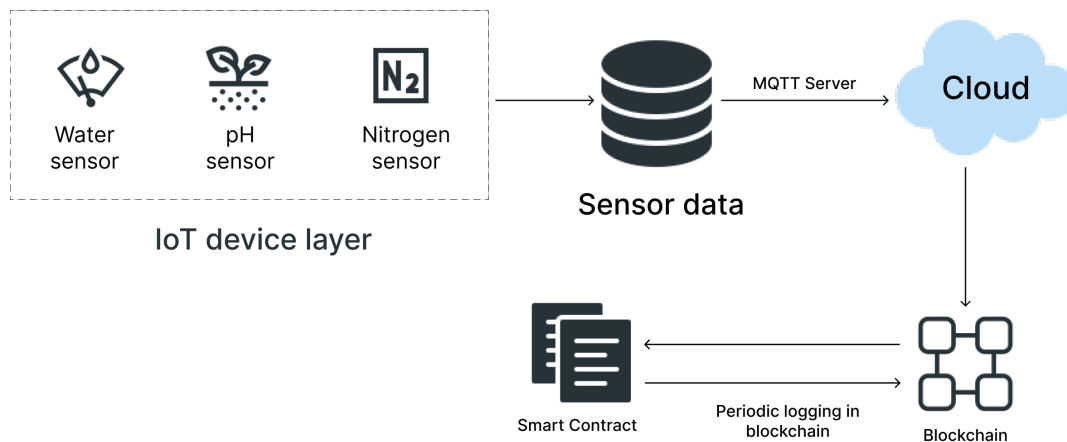 N2
Water
sensor
pH
sensor
Nitrogen
sensor
IoT device layer
Sensor data
MQTT Server
Cloud
Smart Contract
Periodic logging in
blockchain
Blockchain